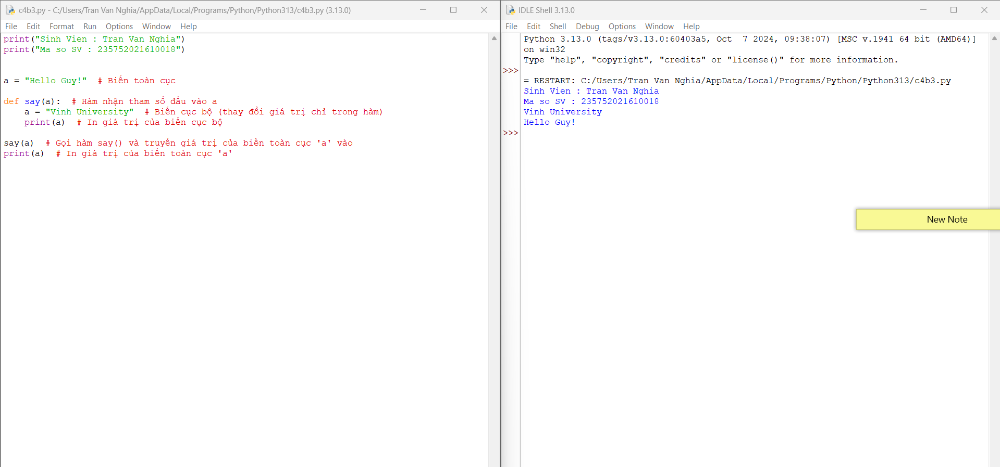 c4b3.py - C:/Users/Tran Van Nghia/AppData/Local/Programs/Python/Python313/c4b3.py (3.13.0)
File Edit Format Run Options Window Help
print("Sinh Vien : Tran Van Nghia")
print("Ma so SV : 235752021610018")
a = "Hello Guy!"  # Biến toàn cục
def say(a):  # Hàm nhận tham số đầu vào a
    a = "Vinh University"  # Biến cục bộ (thay đổi giá trị chỉ trong hàm)
    print(a)  # In giá trị của biến cục bộ
say(a)  # Gọi hàm say() và truyền giá trị của biến toàn cục 'a' vào
print(a)  # In giá trị của biến toàn cục 'a'
IDLE Shell 3.13.0
File Edit Shell Debug Options Window Help
Python 3.13.0 (tags/v3.13.0:60403a5, Oct  7 2024, 09:38:07) [MSC v.1941 64 bit (AMD64)]
on win32
Type "help", "copyright", "credits" or "license()" for more information.
>>>
= RESTART: C:/Users/Tran Van Nghia/AppData/Local/Programs/Python/Python313/c4b3.py
Sinh Vien : Tran Van Nghia
Ma so SV : 235752021610018
Vinh University
Hello Guy!
>>>
New Note